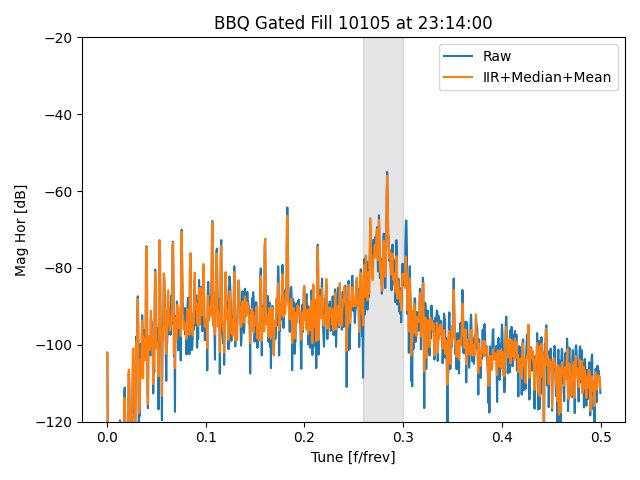 BBQ Gated Fill 10105 at 23:14:00
Raw
IIR+Median+Mean
Mag Hor [dB]
−20
−40
−60
−80
−100
−120
0.0 0.1 0.2 0.3 0.4 0.5
Tune [f/frev]